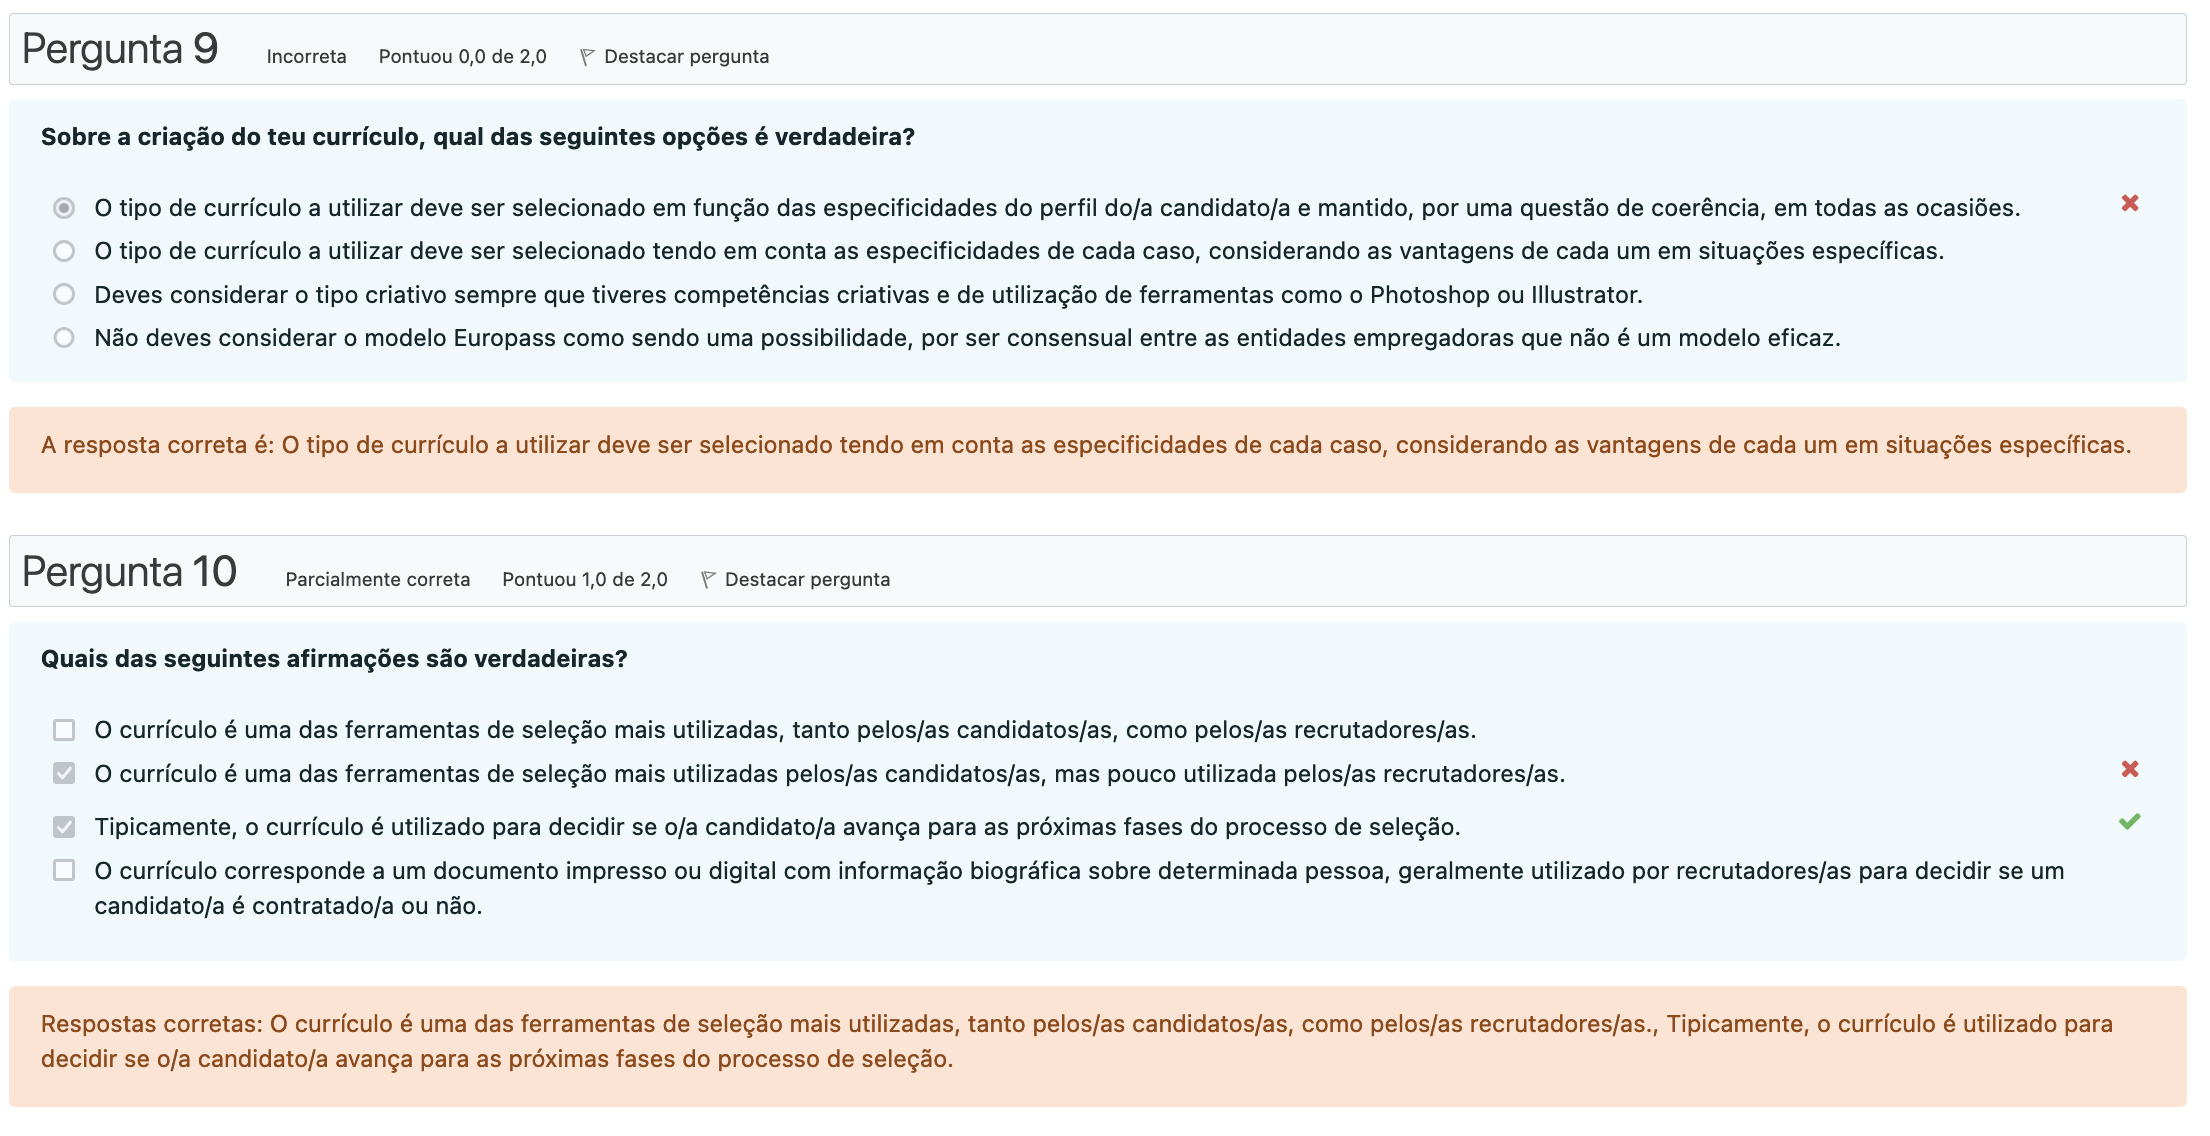 Pergunta 9 Incorreta Pontuou 0,0 de 2,0 Destacar pergunta
Sobre a criação do teu currículo, qual das seguintes opções é verdadeira?
O tipo de currículo a utilizar deve ser selecionado em função das especificidades do perfil do/a candidato/a e mantido, por uma questão de coerência, em todas as ocasiões.
O tipo de currículo a utilizar deve ser selecionado tendo em conta as especificidades de cada caso, considerando as vantagens de cada um em situações específicas.
Deves considerar o tipo criativo sempre que tiveres competências criativas e de utilização de ferramentas como o Photoshop ou Illustrator.
Não deves considerar o modelo Europass como sendo uma possibilidade, por ser consensual entre as entidades empregadoras que não é um modelo eficaz.
A resposta correta é: O tipo de currículo a utilizar deve ser selecionado tendo em conta as especificidades de cada caso, considerando as vantagens de cada um em situações específicas.
Pergunta 10 Parcialmente correta Pontuou 1,0 de 2,0 Destacar pergunta
Quais das seguintes afirmações são verdadeiras?
O currículo é uma das ferramentas de seleção mais utilizadas, tanto pelos/as candidatos/as, como pelos/as recrutadores/as.
O currículo é uma das ferramentas de seleção mais utilizadas pelos/as candidatos/as, mas pouco utilizada pelos/as recrutadores/as.
Tipicamente, o currículo é utilizado para decidir se o/a candidato/a avança para as próximas fases do processo de seleção.
O currículo corresponde a um documento impresso ou digital com informação biográfica sobre determinada pessoa, geralmente utilizado por recrutadores/as para decidir se um
candidato/a é contratado/a ou não.
Respostas corretas: O currículo é uma das ferramentas de seleção mais utilizadas, tanto pelos/as candidatos/as, como pelos/as recrutadores/as., Tipicamente, o currículo é utilizado para
decidir se o/a candidato/a avança para as próximas fases do processo de seleção.